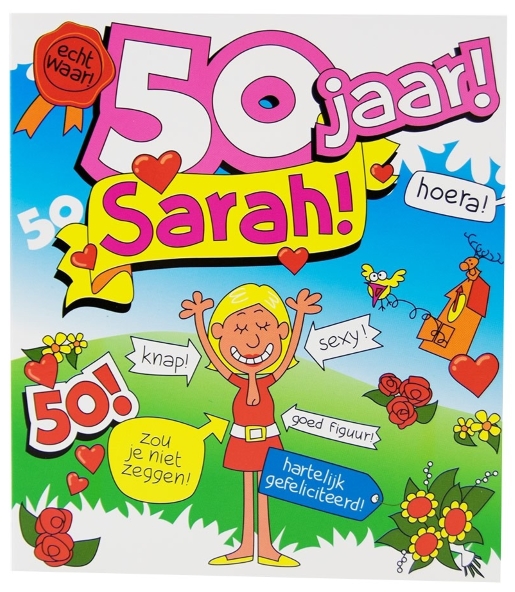 echt
waar!
50 jaar!
Sarah!
50
hoera!
knap!
sexy!
50!
goed figuur!
zou
je niet
zeggen!
hartelijk
gefeliciteerd!